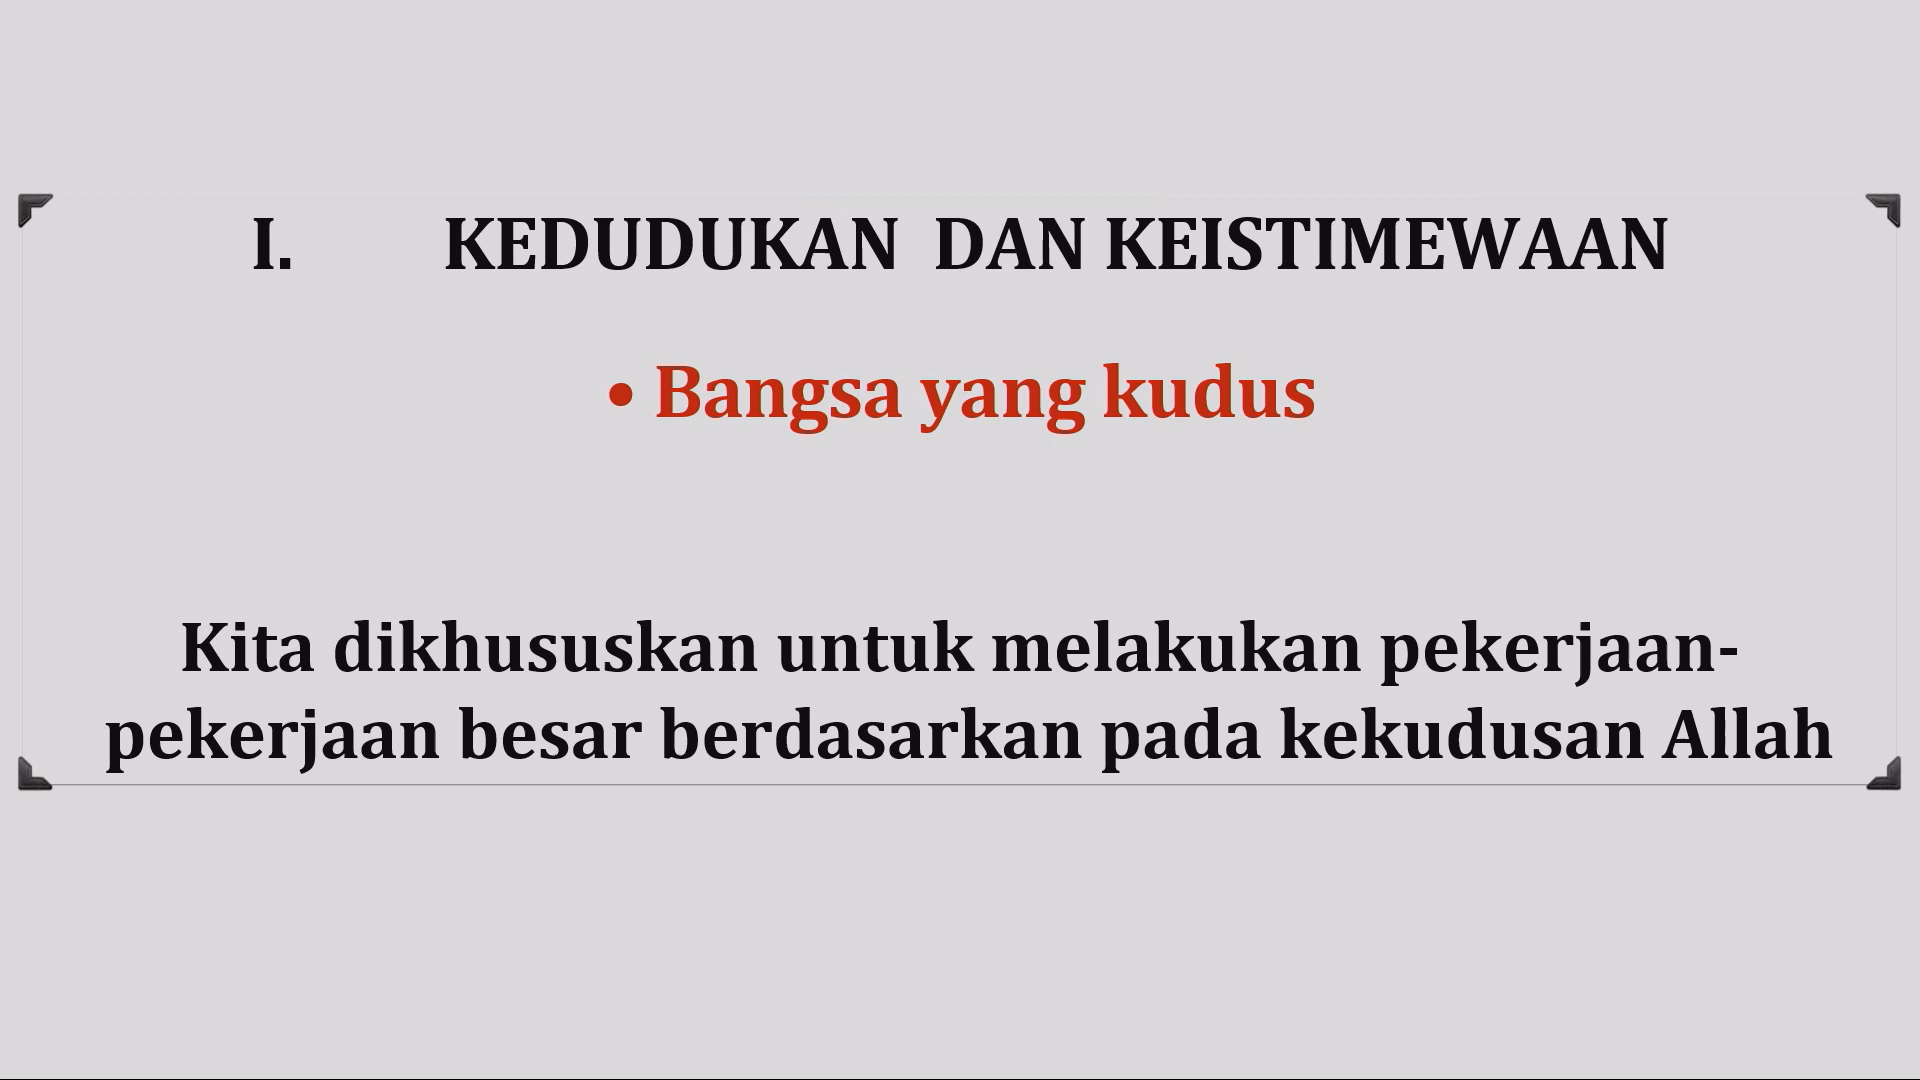 I. KEDUDUKAN DAN KEISTIMEWAAN
• Bangsa yang kudus
Kita dikhususkan untuk melakukan pekerjaan-
pekerjaan besar berdasarkan pada kekudusan Allah